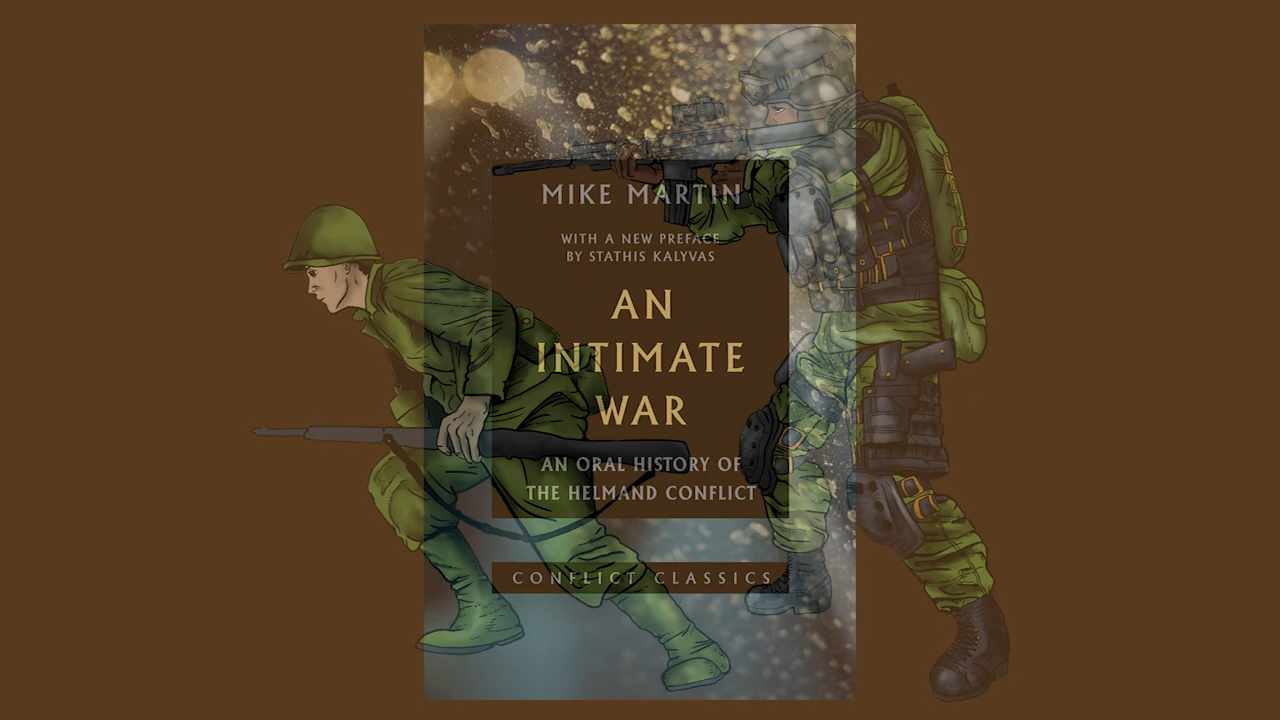 MIKE MARTIN
WITH A NEW PREFACE
BY STATHIS KALYVAS
AN
INTIMATE
WAR
AN ORAL HISTORY OF
THE HELMAND CONFLICT
CONFLICT CLASSICS